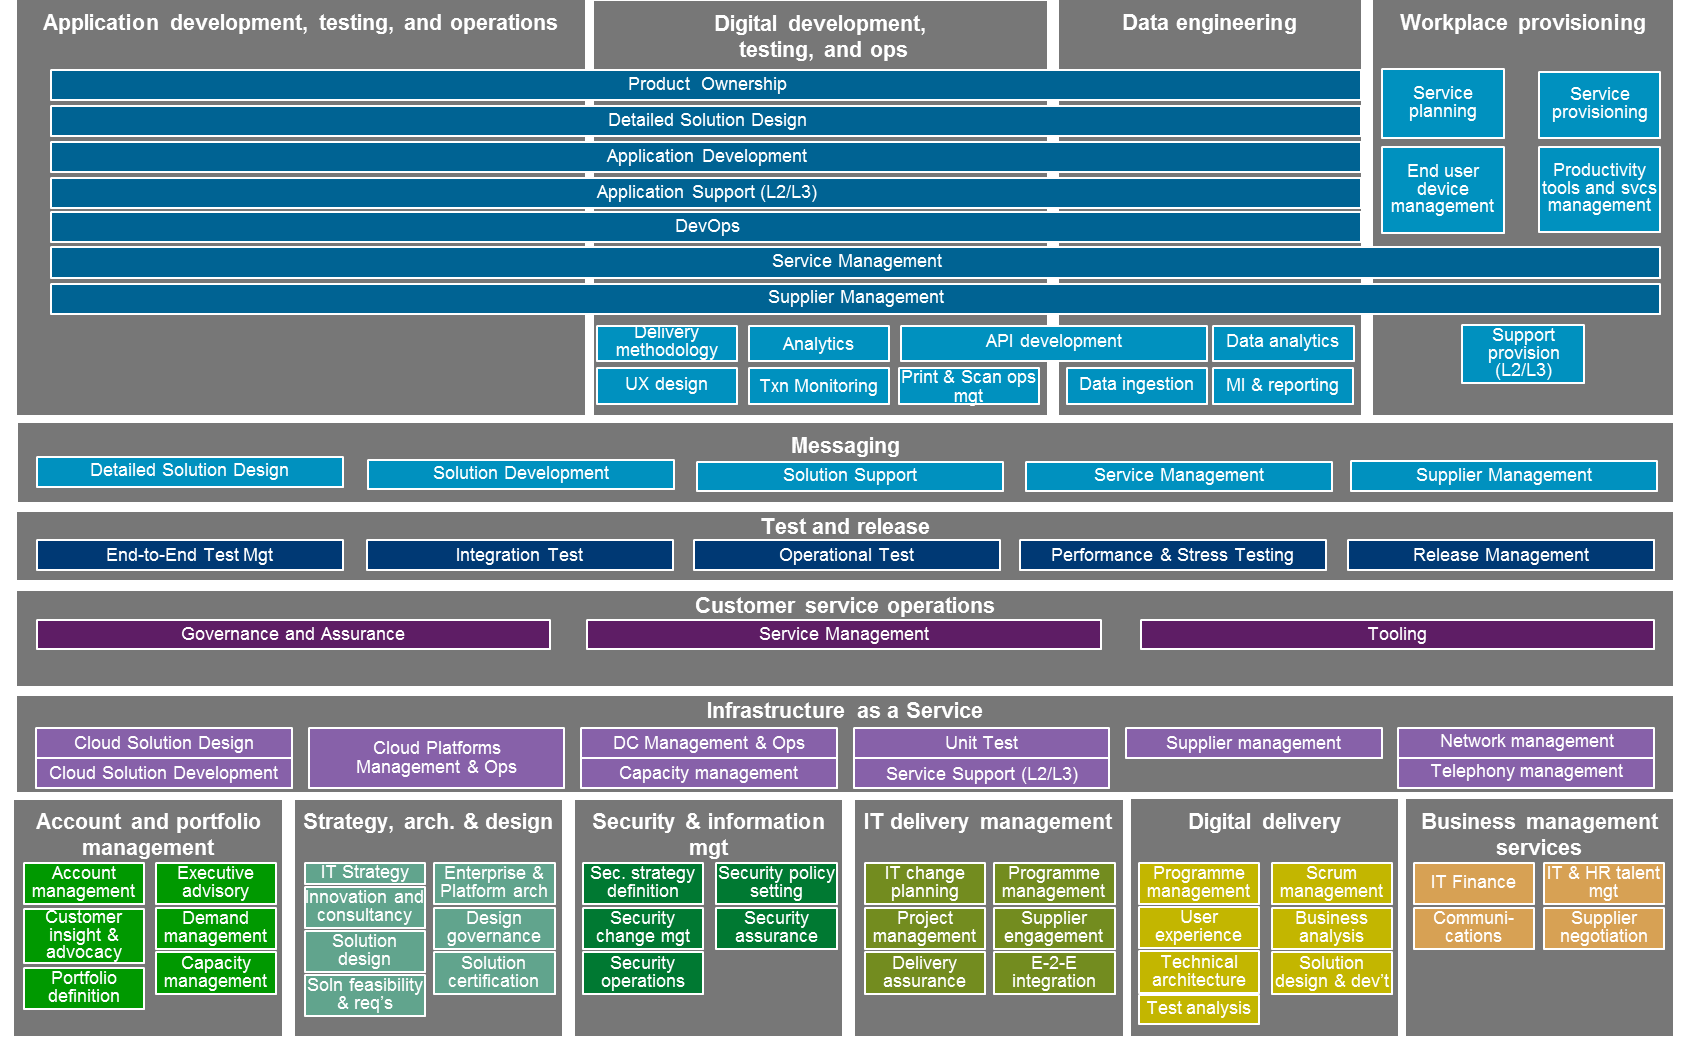 Application development, testing, and operations
Digital development,
testing, and ops
Data engineering
Workplace provisioning
Product Ownership
Detailed Solution Design
Application Development
Application Support (L2/L3)
DevOps
Service Management
Supplier Management
Service
planning
Service
provisioning
End user
device
management
Productivity
tools and svcs
management
Delivery
methodology
Analytics
API development
Data analytics
Support
provision
(L2/L3)
UX design
Txn Monitoring
Print & Scan ops
mgt
Data ingestion
MI & reporting
Messaging
Detailed Solution Design
Solution Development
Solution Support
Service Management
Supplier Management
Test and release
End-to-End Test Mgt
Integration Test
Operational Test
Performance & Stress Testing
Release Management
Customer service operations
Governance and Assurance
Service Management
Tooling
Infrastructure as a Service
Cloud Solution Design
Cloud Solution Development
Cloud Platforms
Management & Ops
DC Management & Ops
Capacity management
Unit Test
Service Support (L2/L3)
Supplier management
Network management
Telephony management
Account and portfolio
management
Account
management
Executive
advisory
Customer
insight &
advocacy
Demand
management
Portfolio
definition
Capacity
management
Strategy, arch. & design
IT Strategy
Enterprise &
Platform arch
Innovation and
consultancy
Design
governance
Solution
design
Solution
certification
Soln feasibility
& req's
Security & information
mgt
Sec. strategy
definition
Security policy
setting
Security
change mgt
Security
assurance
Security
operations
IT delivery management
IT change
planning
Programme
management
Project
management
Supplier
engagement
Delivery
assurance
E-2-E
integration
Digital delivery
Programme
management
Scrum
management
User
experience
Business
analysis
Technical
architecture
Solution
design & dev't
Test analysis
Business management
services
IT Finance
IT & HR talent
mgt
Communi-
cations
Supplier
negotiation